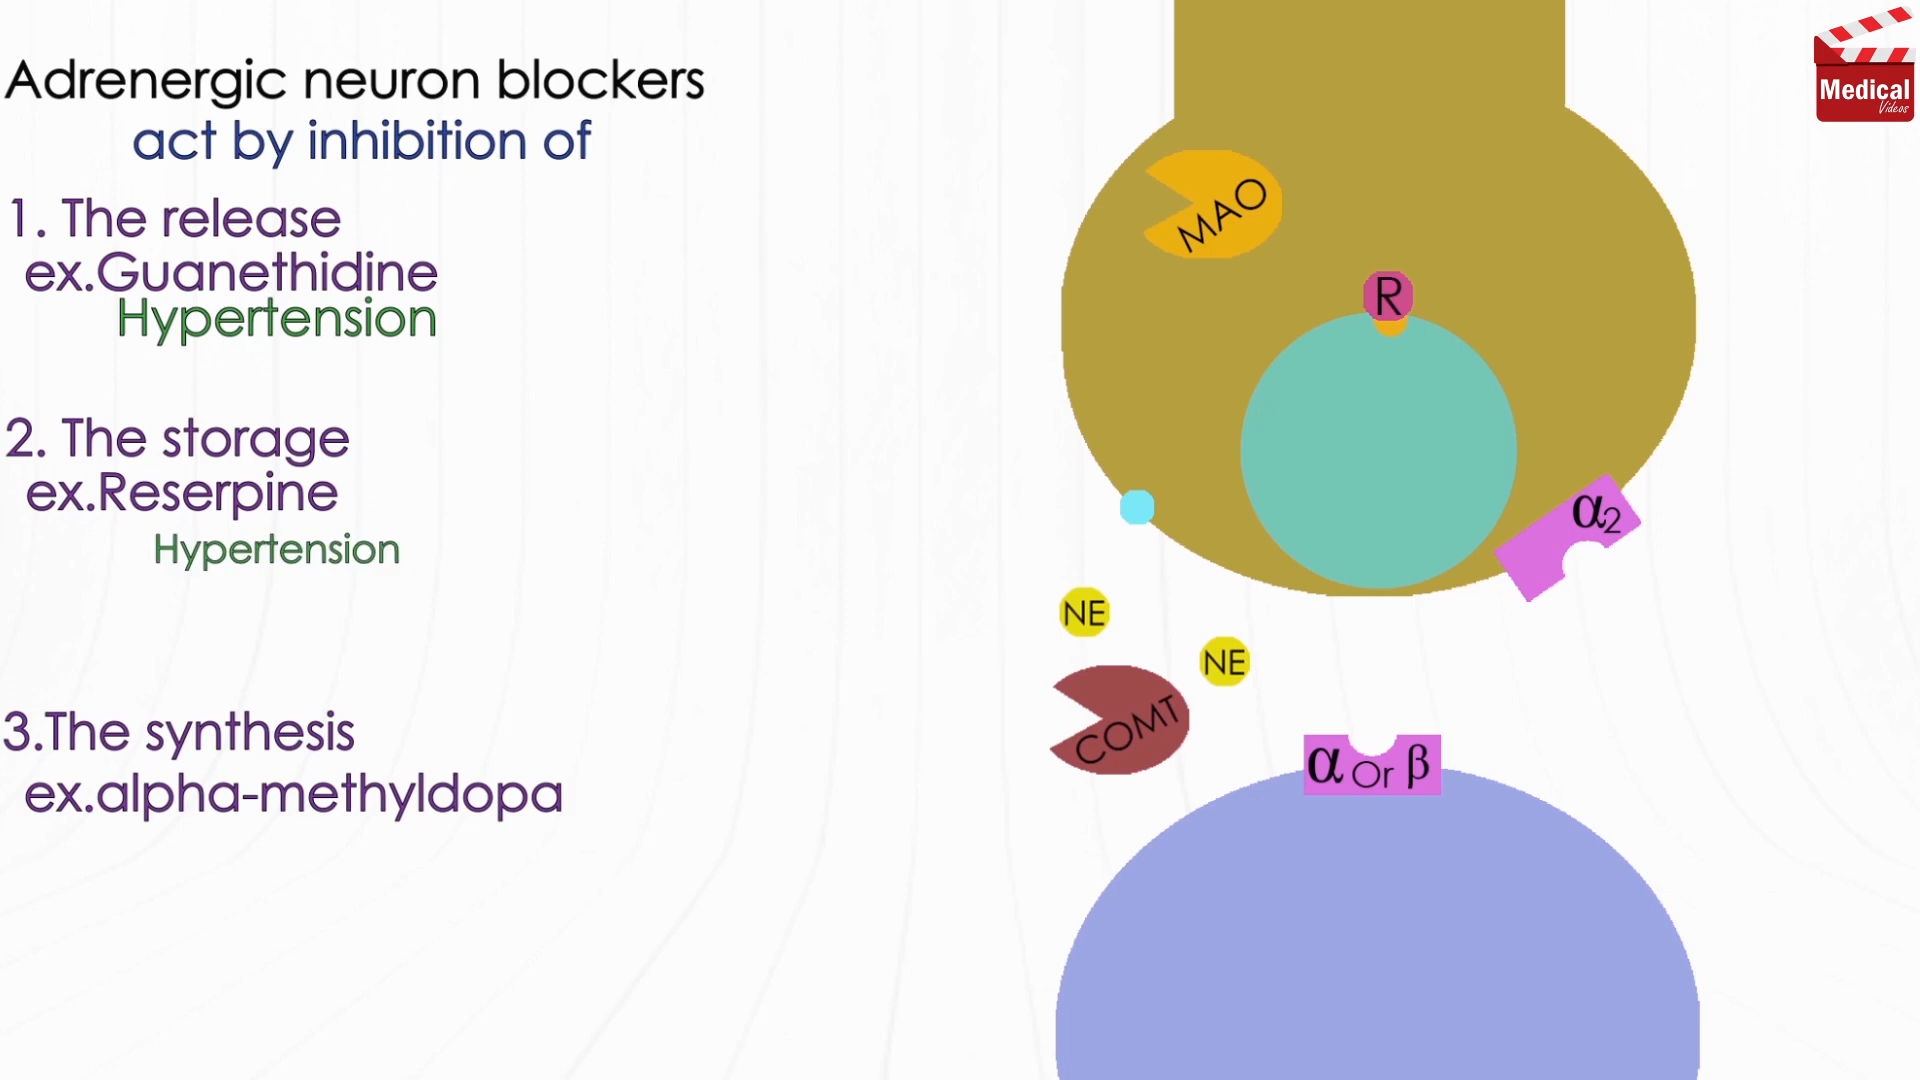 Adrenergic neuron blockers
act by inhibition of
1. The release
ex.Guanethidine
Hypertension
2. The storage
ex.Reserpine
Hypertension
3.The synthesis
ex.alpha-methyldopa
MAO
R
α2
NE
NE
COMT
α Or β
Medical
Videos